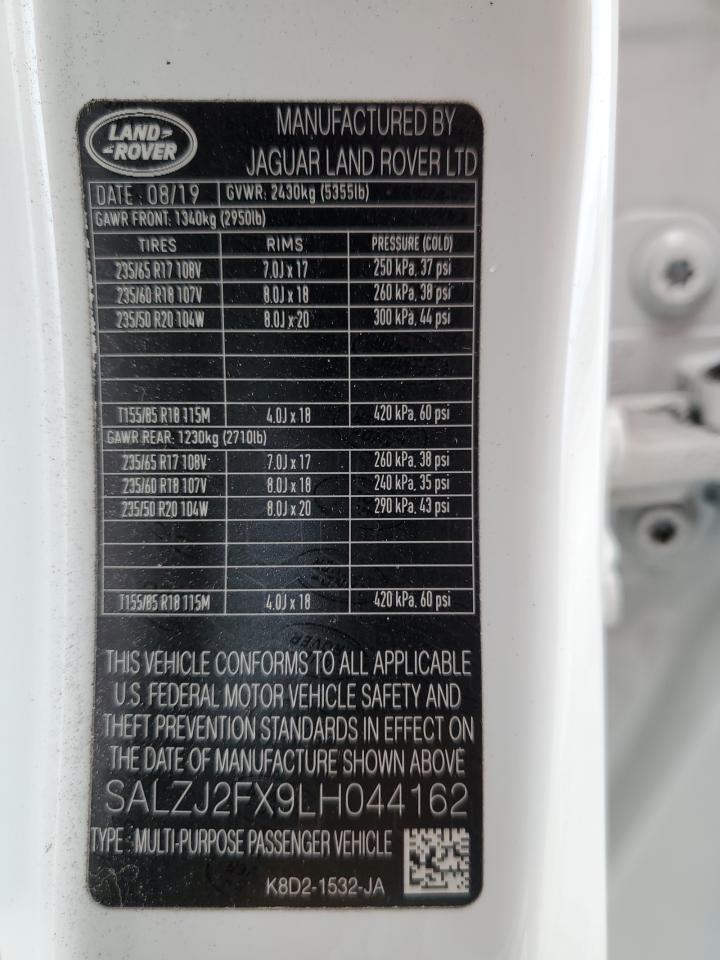 LAND ROVER
MANUFACTURED BY
JAGUAR LAND ROVER LTD
DATE : 08/19 GVWR: 2430kg (5355lb)
GAWR FRONT: 1340kg (2950lb)
TIRES RIMS PRESSURE (COLD)
235/65 R17 108V 7.0J x 17 250 kPa, 37 psi
235/60 R18 107V 8.0J x 18 260 kPa, 38 psi
235/50 R20 104W 8.0J x 20 300 kPa, 44 psi
T155/85 R18 115M 4.0J x 18 420 kPa, 60 psi
GAWR REAR: 1230kg (2710lb)
235/65 R17 108V 7.0J x 17 260 kPa, 38 psi
235/60 R18 107V 8.0J x 18 240 kPa, 35 psi
235/50 R20 104W 8.0J x 20 290 kPa, 43 psi
T155/85 R18 115M 4.0J x 18 420 kPa, 60 psi
THIS VEHICLE CONFORMS TO ALL APPLICABLE
U.S. FEDERAL MOTOR VEHICLE SAFETY AND
THEFT PREVENTION STANDARDS IN EFFECT ON
THE DATE OF MANUFACTURE SHOWN ABOVE
SALZJ2FX9LH044162
TYPE : MULTI-PURPOSE PASSENGER VEHICLE
K8D2-1532-JA